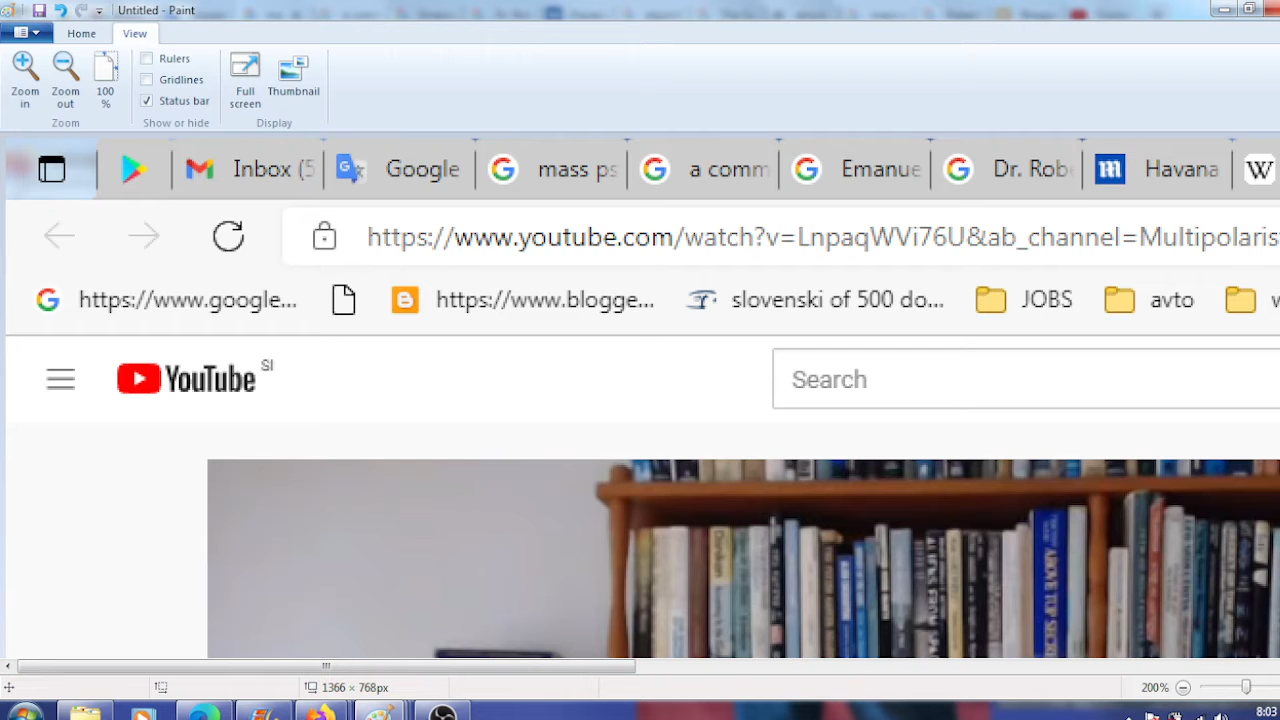 Untitled - Paint
Home View
Zoom in
Zoom out
100 %
Rulers
Gridlines
Status bar
Full screen
Thumbnail
Zoom
Show or hide
Display
Inbox (5
Google
mass ps
a comm
Emanue
Dr. Rob
Havana
W
https://www.youtube.com/watch?v=LnpaqWVi76U&ab_channel=Multipolaris
https://www.google...
https://www.blogge...
slovenski of 500 do...
JOBS
avto
YouTube SI
Search
ABOVE TOP SECRET
1366 × 768px
200%
8:03